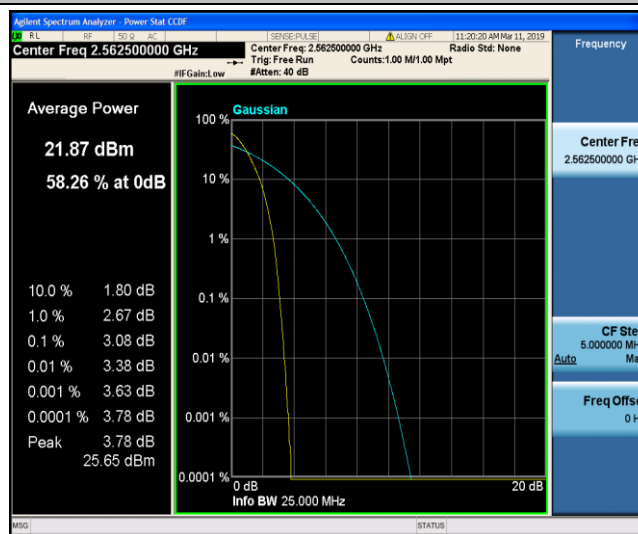 Agilent Spectrum Analyzer - Power Stat CCDF
RL RF 50 Ω AC SENSE:PULSE ALIGN OFF 11:20:20 AM Mar 11, 2019
Center Freq 2.562500000 GHz
Center Freq: 2.562500000 GHz Radio Std: None
Trig: Free Run Counts:1.00 M/1.00 Mpt
#IFGain:Low #Atten: 40 dB
Frequency
Average Power
21.87 dBm
58.26 % at 0dB
10.0 % 1.80 dB
1.0 % 2.67 dB
0.1 % 3.08 dB
0.01 % 3.38 dB
0.001 % 3.63 dB
0.0001 % 3.78 dB
Peak 3.78 dB
25.65 dBm
Gaussian
100 %
10 %
1 %
0.1 %
0.01 %
0.001 %
0.0001 %
0 dB 20 dB
Info BW 25.000 MHz
Center Fre
2.562500000 GH
CF Ste
5.000000 MH
Auto Ma
Freq Offse
0 H
MSG STATUS